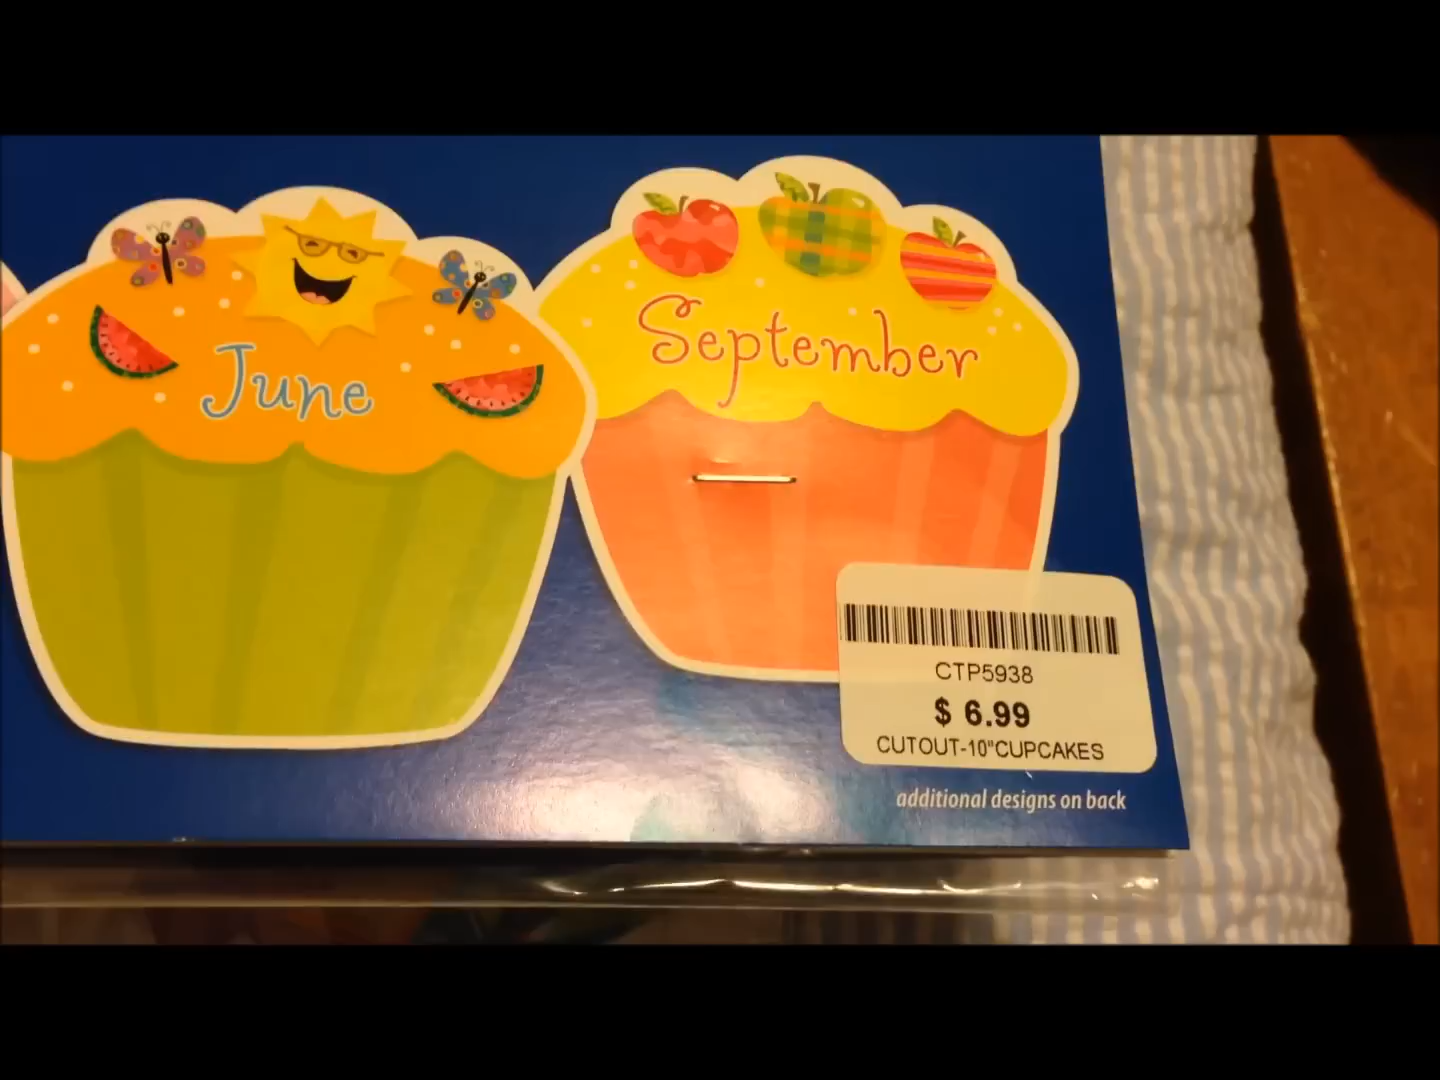 June
September
CTP5938
$ 6.99
CUTOUT-10"CUPCAKES
additional designs on back